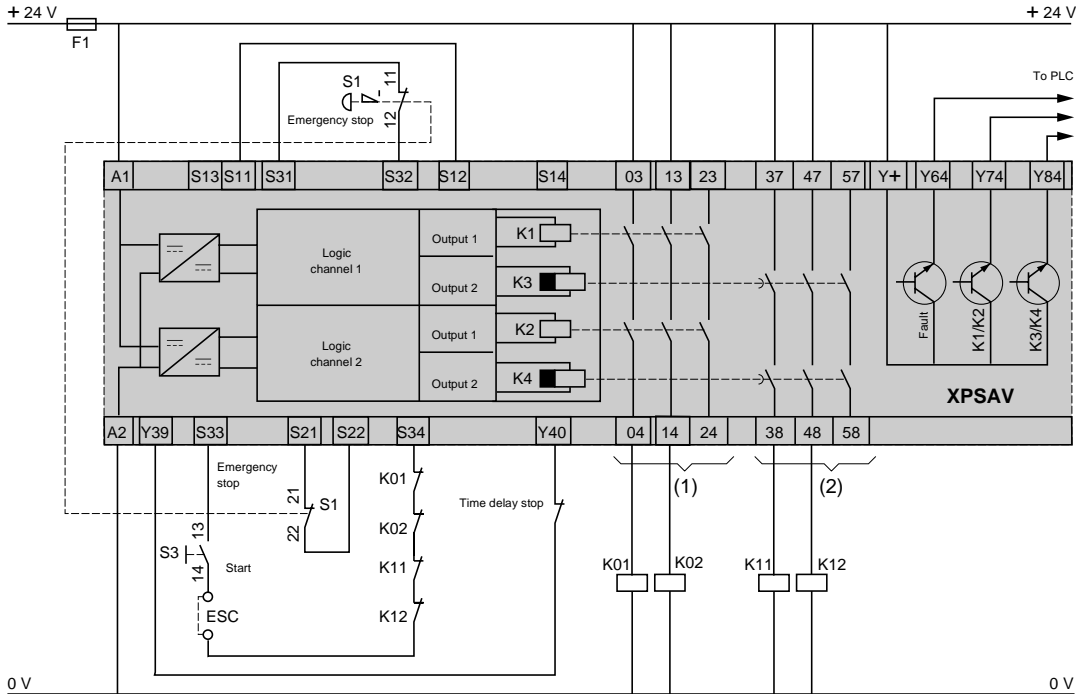 + 24 V
+ 24 V
F1
To PLC
S1
11
12
Emergency stop
A1
S13
S11
S31
S32
S12
S14
03
13
23
37
47
57
Y+
Y64
Y74
Y84
Logic
channel 1
Output 1
K1
Output 2
K3
Logic
channel 2
Output 1
K2
Output 2
K4
Fault
K1/K2
K3/K4
XPSAV
A2
Y39
S33
S21
S22
S34
Y40
04
14
24
38
48
58
Emergency
stop
(1)
(2)
21
22
S1
K01
K02
K11
K12
Time delay stop
13
14
S3
Start
ESC
K01
K02
K11
K12
0 V
0 V